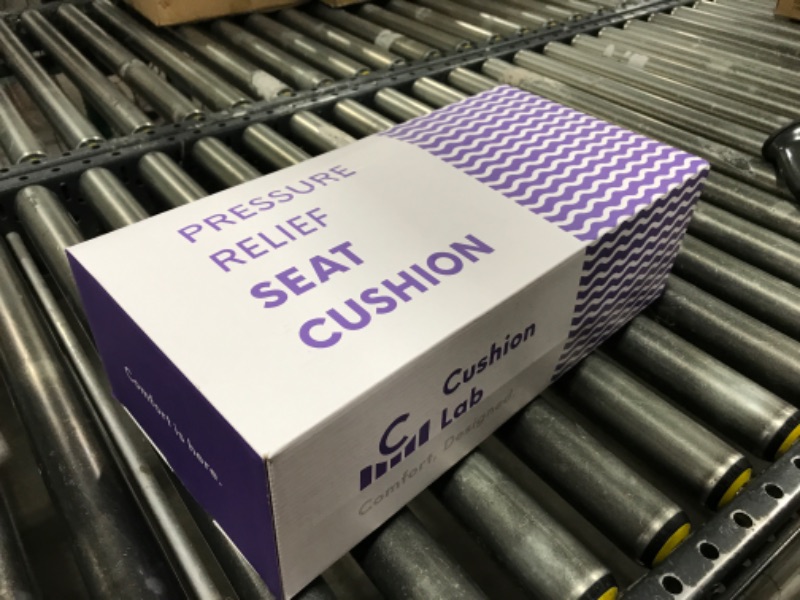 PRESSURE
RELIEF
SEAT
CUSHION
Cushion
Lab
Comfort, Designed.
Comfort is here.